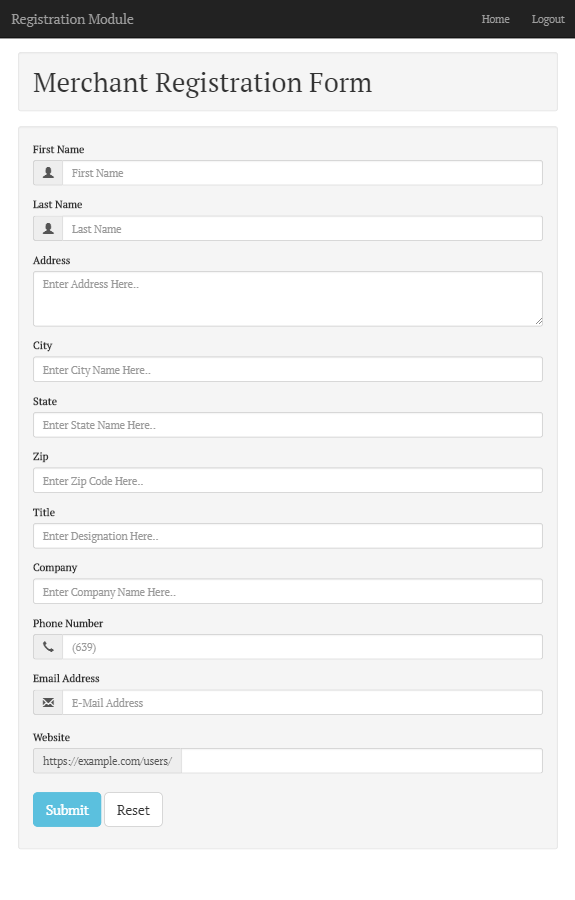 Registration Module Home Logout
Merchant Registration Form
First Name
First Name
Last Name
Last Name
Address
Enter Address Here..
City
Enter City Name Here..
State
Enter State Name Here..
Zip
Enter Zip Code Here..
Title
Enter Designation Here..
Company
Enter Company Name Here..
Phone Number
(639)
Email Address
E-Mail Address
Website
https://example.com/users/
Submit Reset